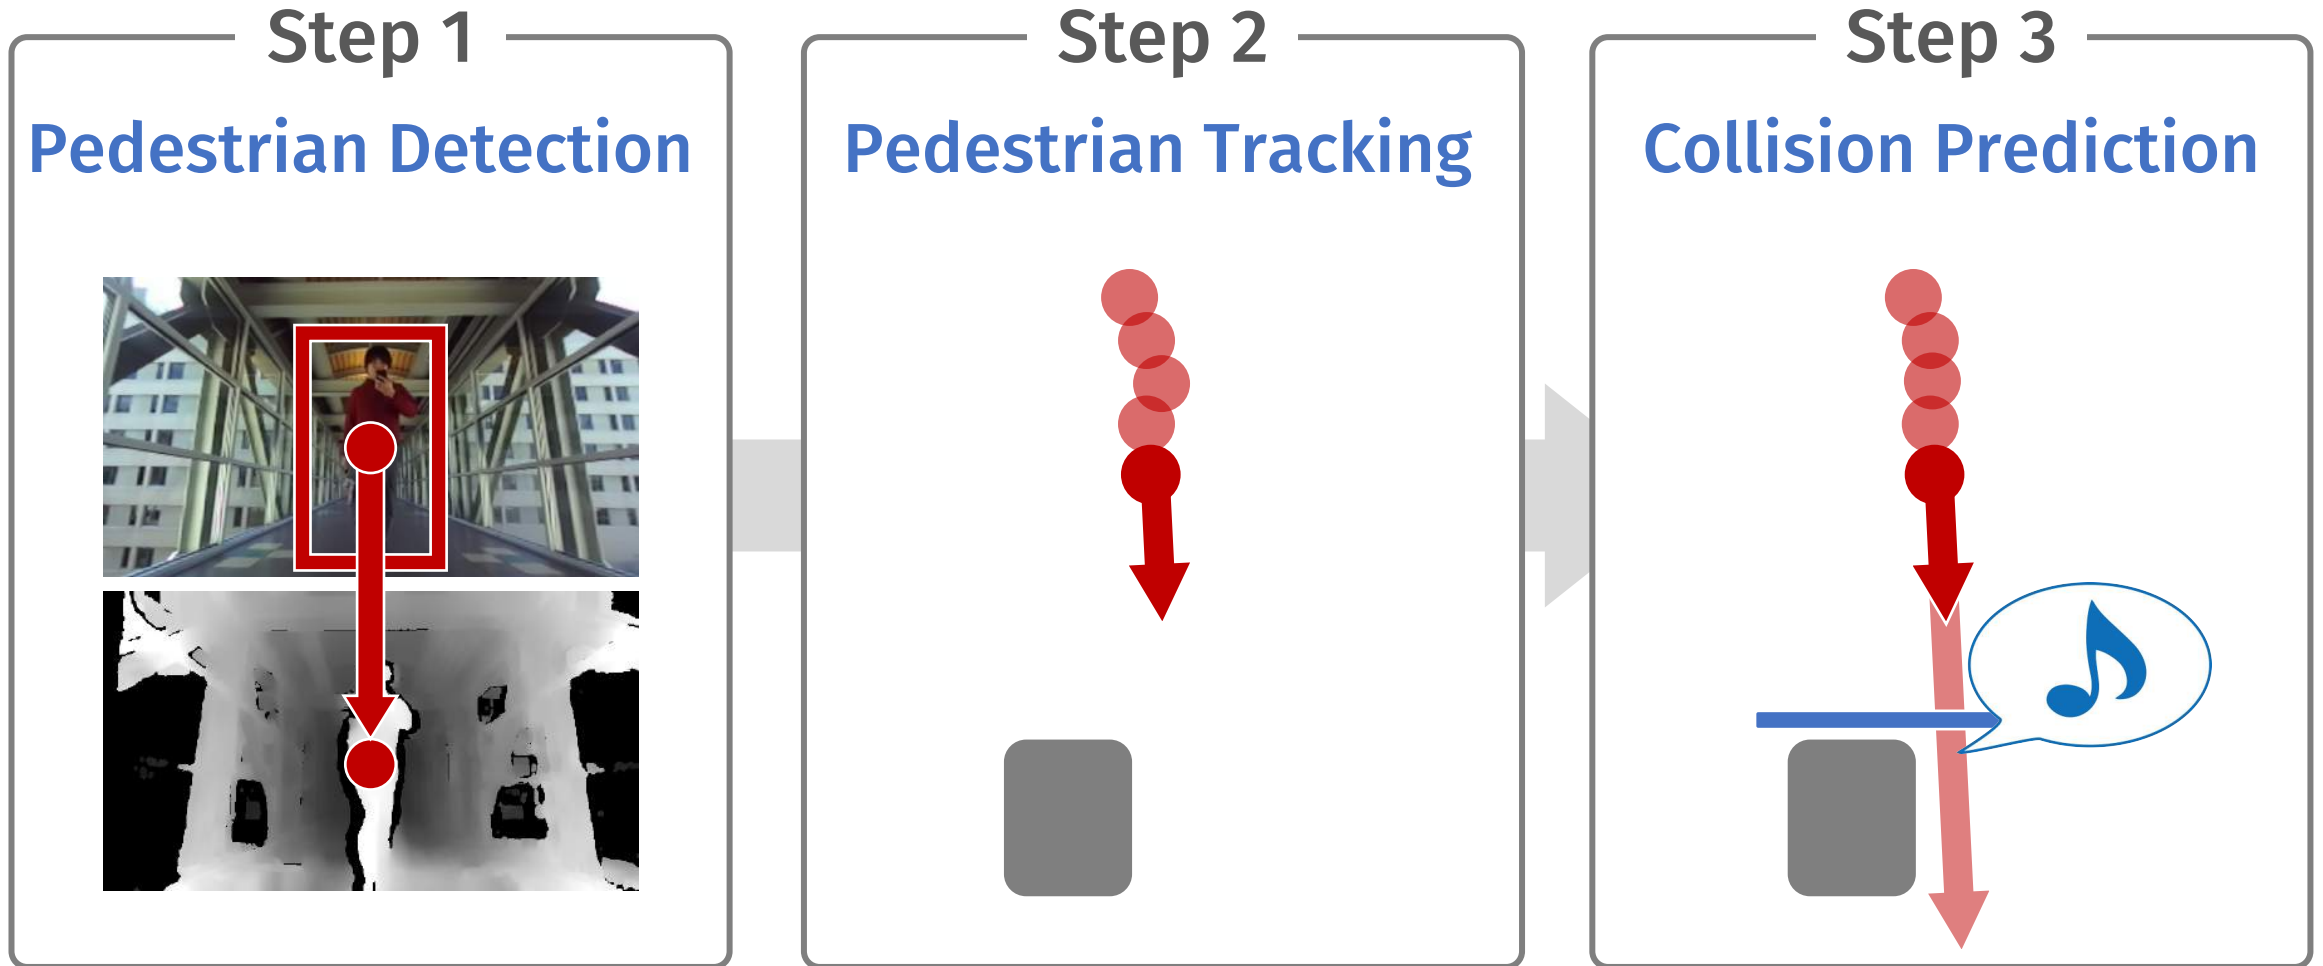 Step 1
Pedestrian Detection
Step 2
Pedestrian Tracking
Step 3
Collision Prediction